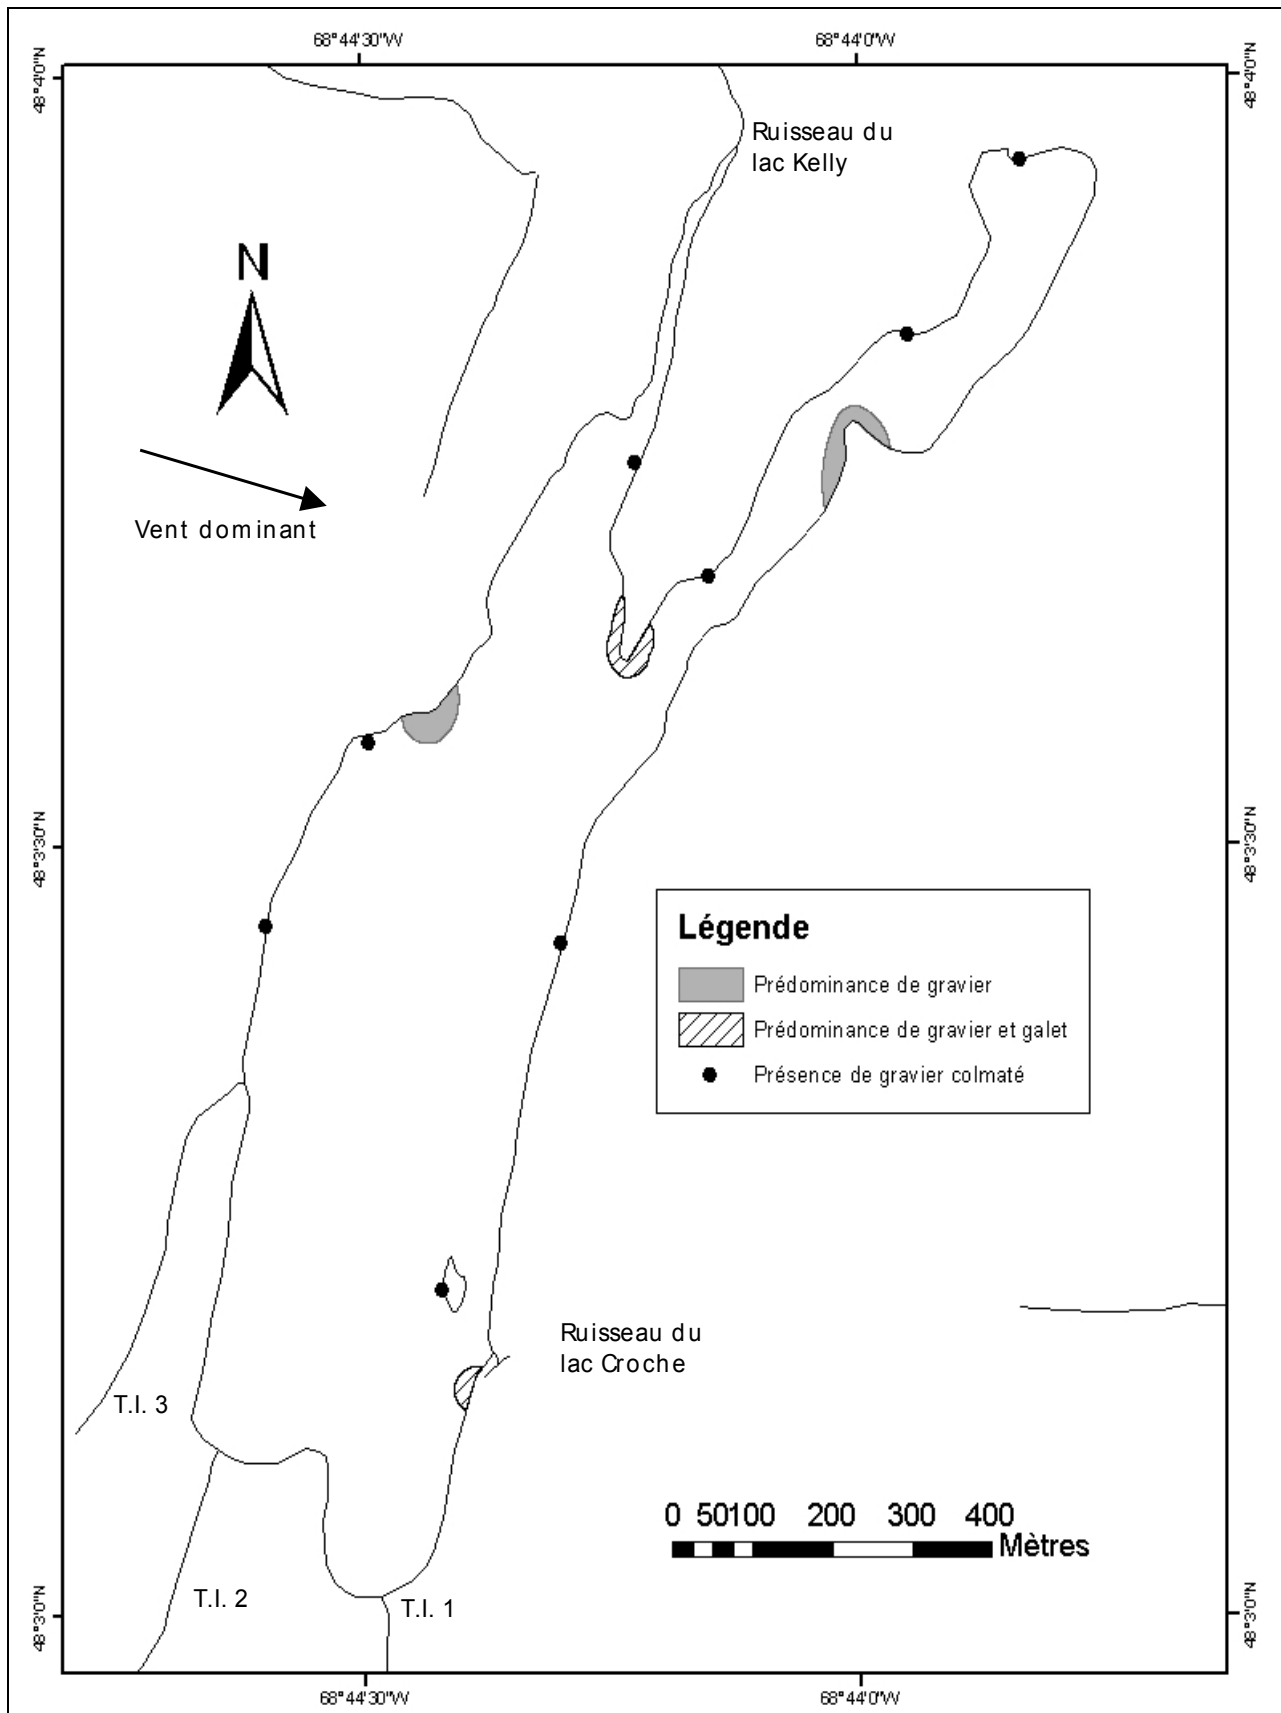 68°44'30"W
68°44'0"W
48°4'0"N
48°4'0"N
Ruisseau du
lac Kelly
N
Vent dominant
48°3'30"N
48°3'30"N
Légende
Prédominance de gravier
Prédominance de gravier et galet
Présence de gravier colmaté
Ruisseau du
lac Croche
T.I. 3
0 50100 200 300 400
Mètres
T.I. 2
T.I. 1
48°3'0"N
48°3'0"N
68°44'30"W
68°44'0"W